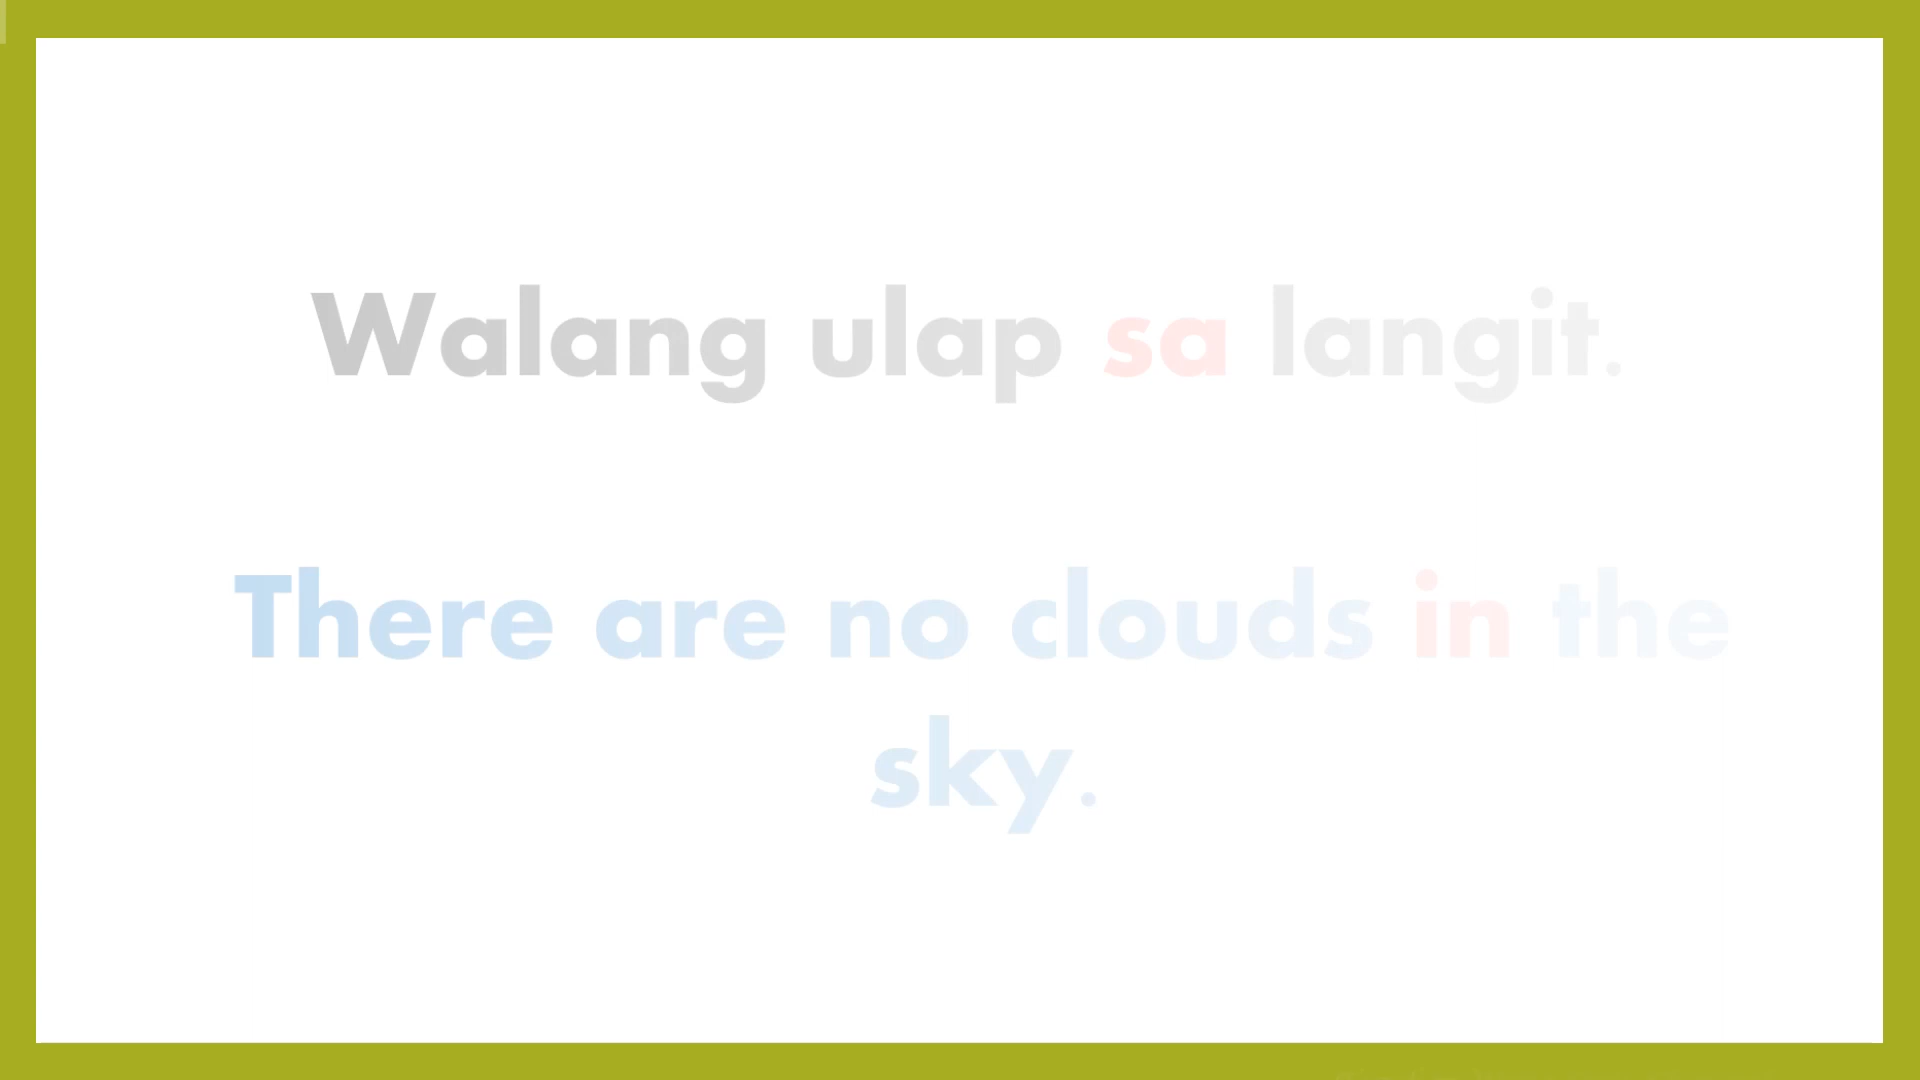 Walang ulap sa langit.
There are no clouds in the
sky.